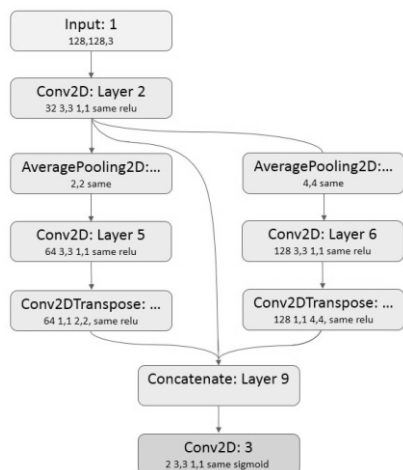 Input: 1
128,128,3
Conv2D: Layer 2
32 3,3 1,1 same relu
AveragePooling2D:...
2,2 same
AveragePooling2D:...
4,4 same
Conv2D: Layer 5
64 3,3 1,1 same relu
Conv2D: Layer 6
128 3,3 1,1 same relu
Conv2DTranspose: ...
64 1,1 2,2, same relu
Conv2DTranspose: ...
128 1,1 4,4, same relu
Concatenate: Layer 9
Conv2D: 3
2 3,3 1,1 same sigmoid